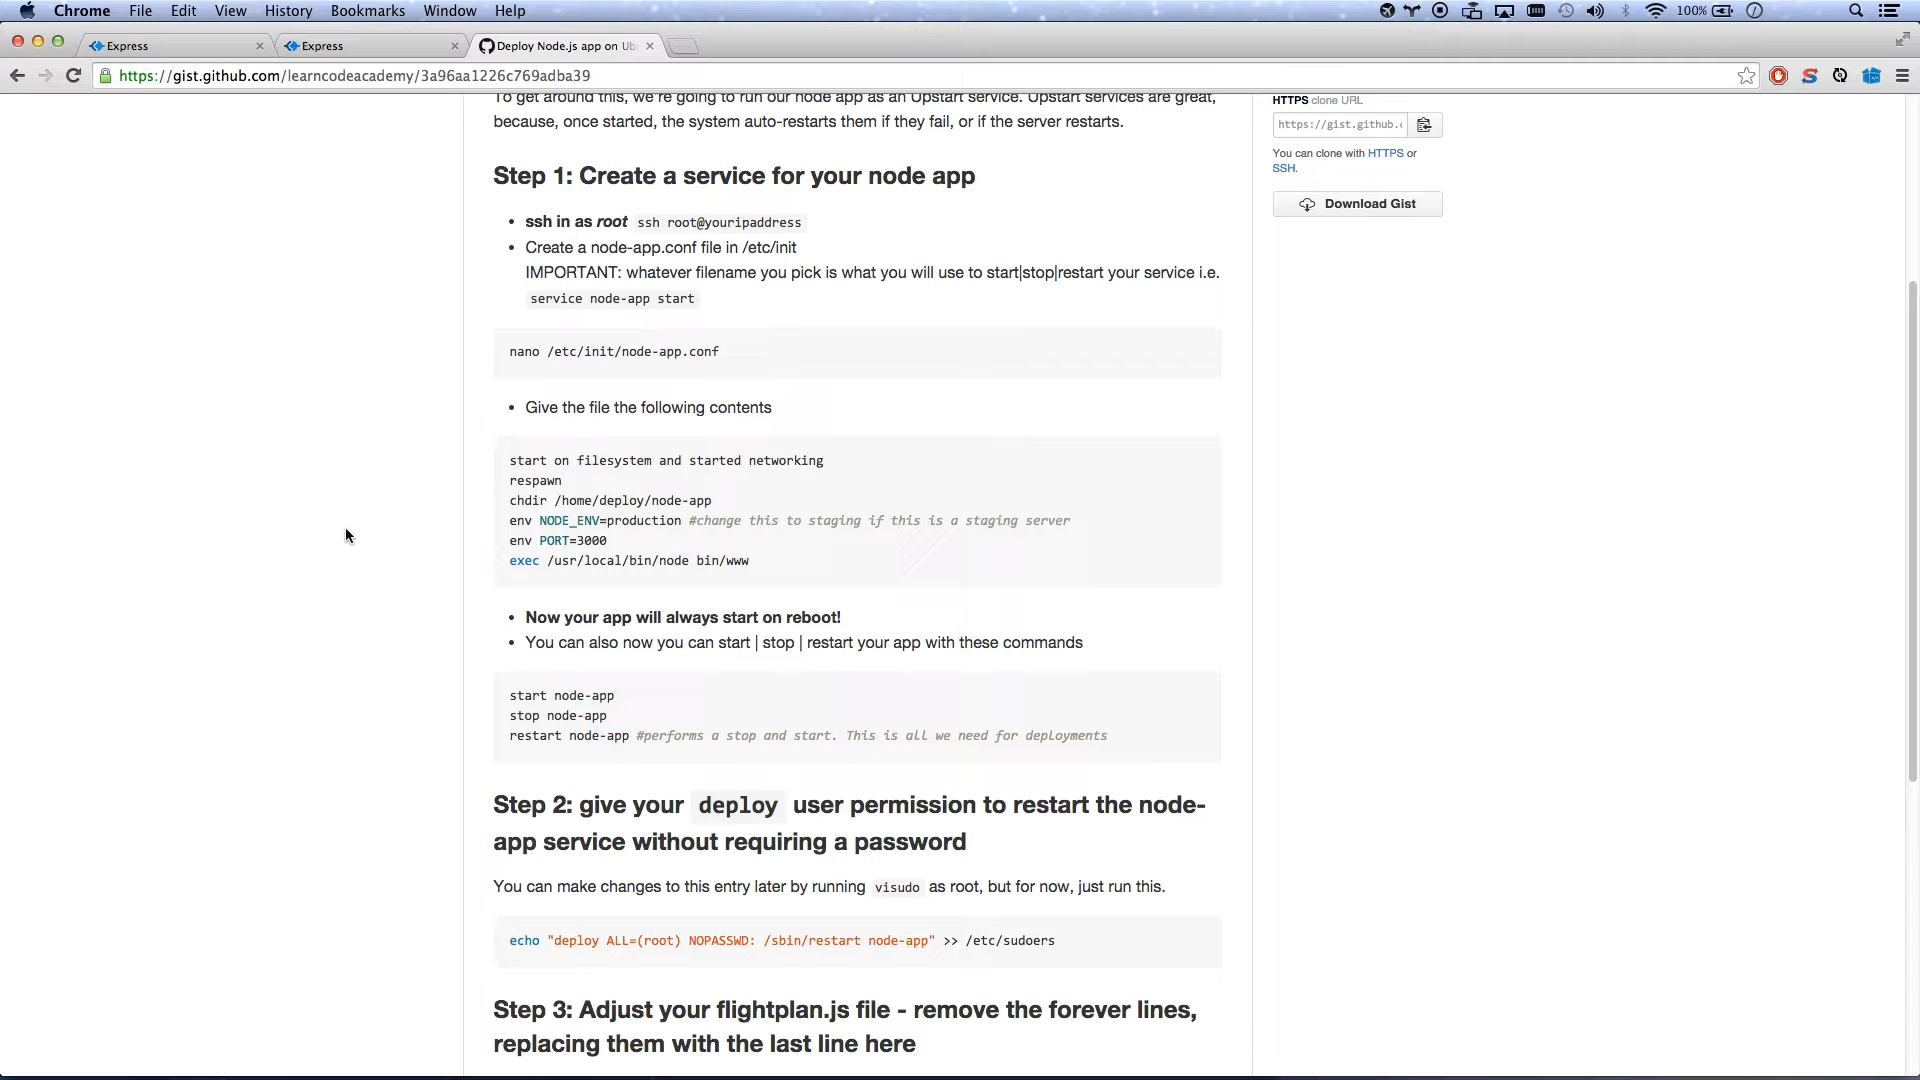 Chrome File Edit View History Bookmarks Window Help 100%
Express
Express
Deploy Node.js app on Ub
https://gist.github.com/learncodeacademy/3a96aa1226c769adba39
To get around this, we're going to run our node app as an Upstart service. Upstart services are great,
because, once started, the system auto-restarts them if they fail, or if the server restarts.
HTTPS clone URL
https://gist.github.c
You can clone with HTTPS or
SSH.
Download Gist
Step 1: Create a service for your node app
• ssh in as root ssh root@youripaddress
• Create a node-app.conf file in /etc/init
IMPORTANT: whatever filename you pick is what you will use to start|stop|restart your service i.e.
service node-app start
nano /etc/init/node-app.conf
• Give the file the following contents
start on filesystem and started networking
respawn
chdir /home/deploy/node-app
env NODE_ENV=production #change this to staging if this is a staging server
env PORT=3000
exec /usr/local/bin/node bin/www
• Now your app will always start on reboot!
• You can also now you can start | stop | restart your app with these commands
start node-app
stop node-app
restart node-app #performs a stop and start. This is all we need for deployments
Step 2: give your deploy user permission to restart the node-
app service without requiring a password
You can make changes to this entry later by running visudo as root, but for now, just run this.
echo "deploy ALL=(root) NOPASSWD: /sbin/restart node-app" >> /etc/sudoers
Step 3: Adjust your flightplan.js file - remove the forever lines,
replacing them with the last line here